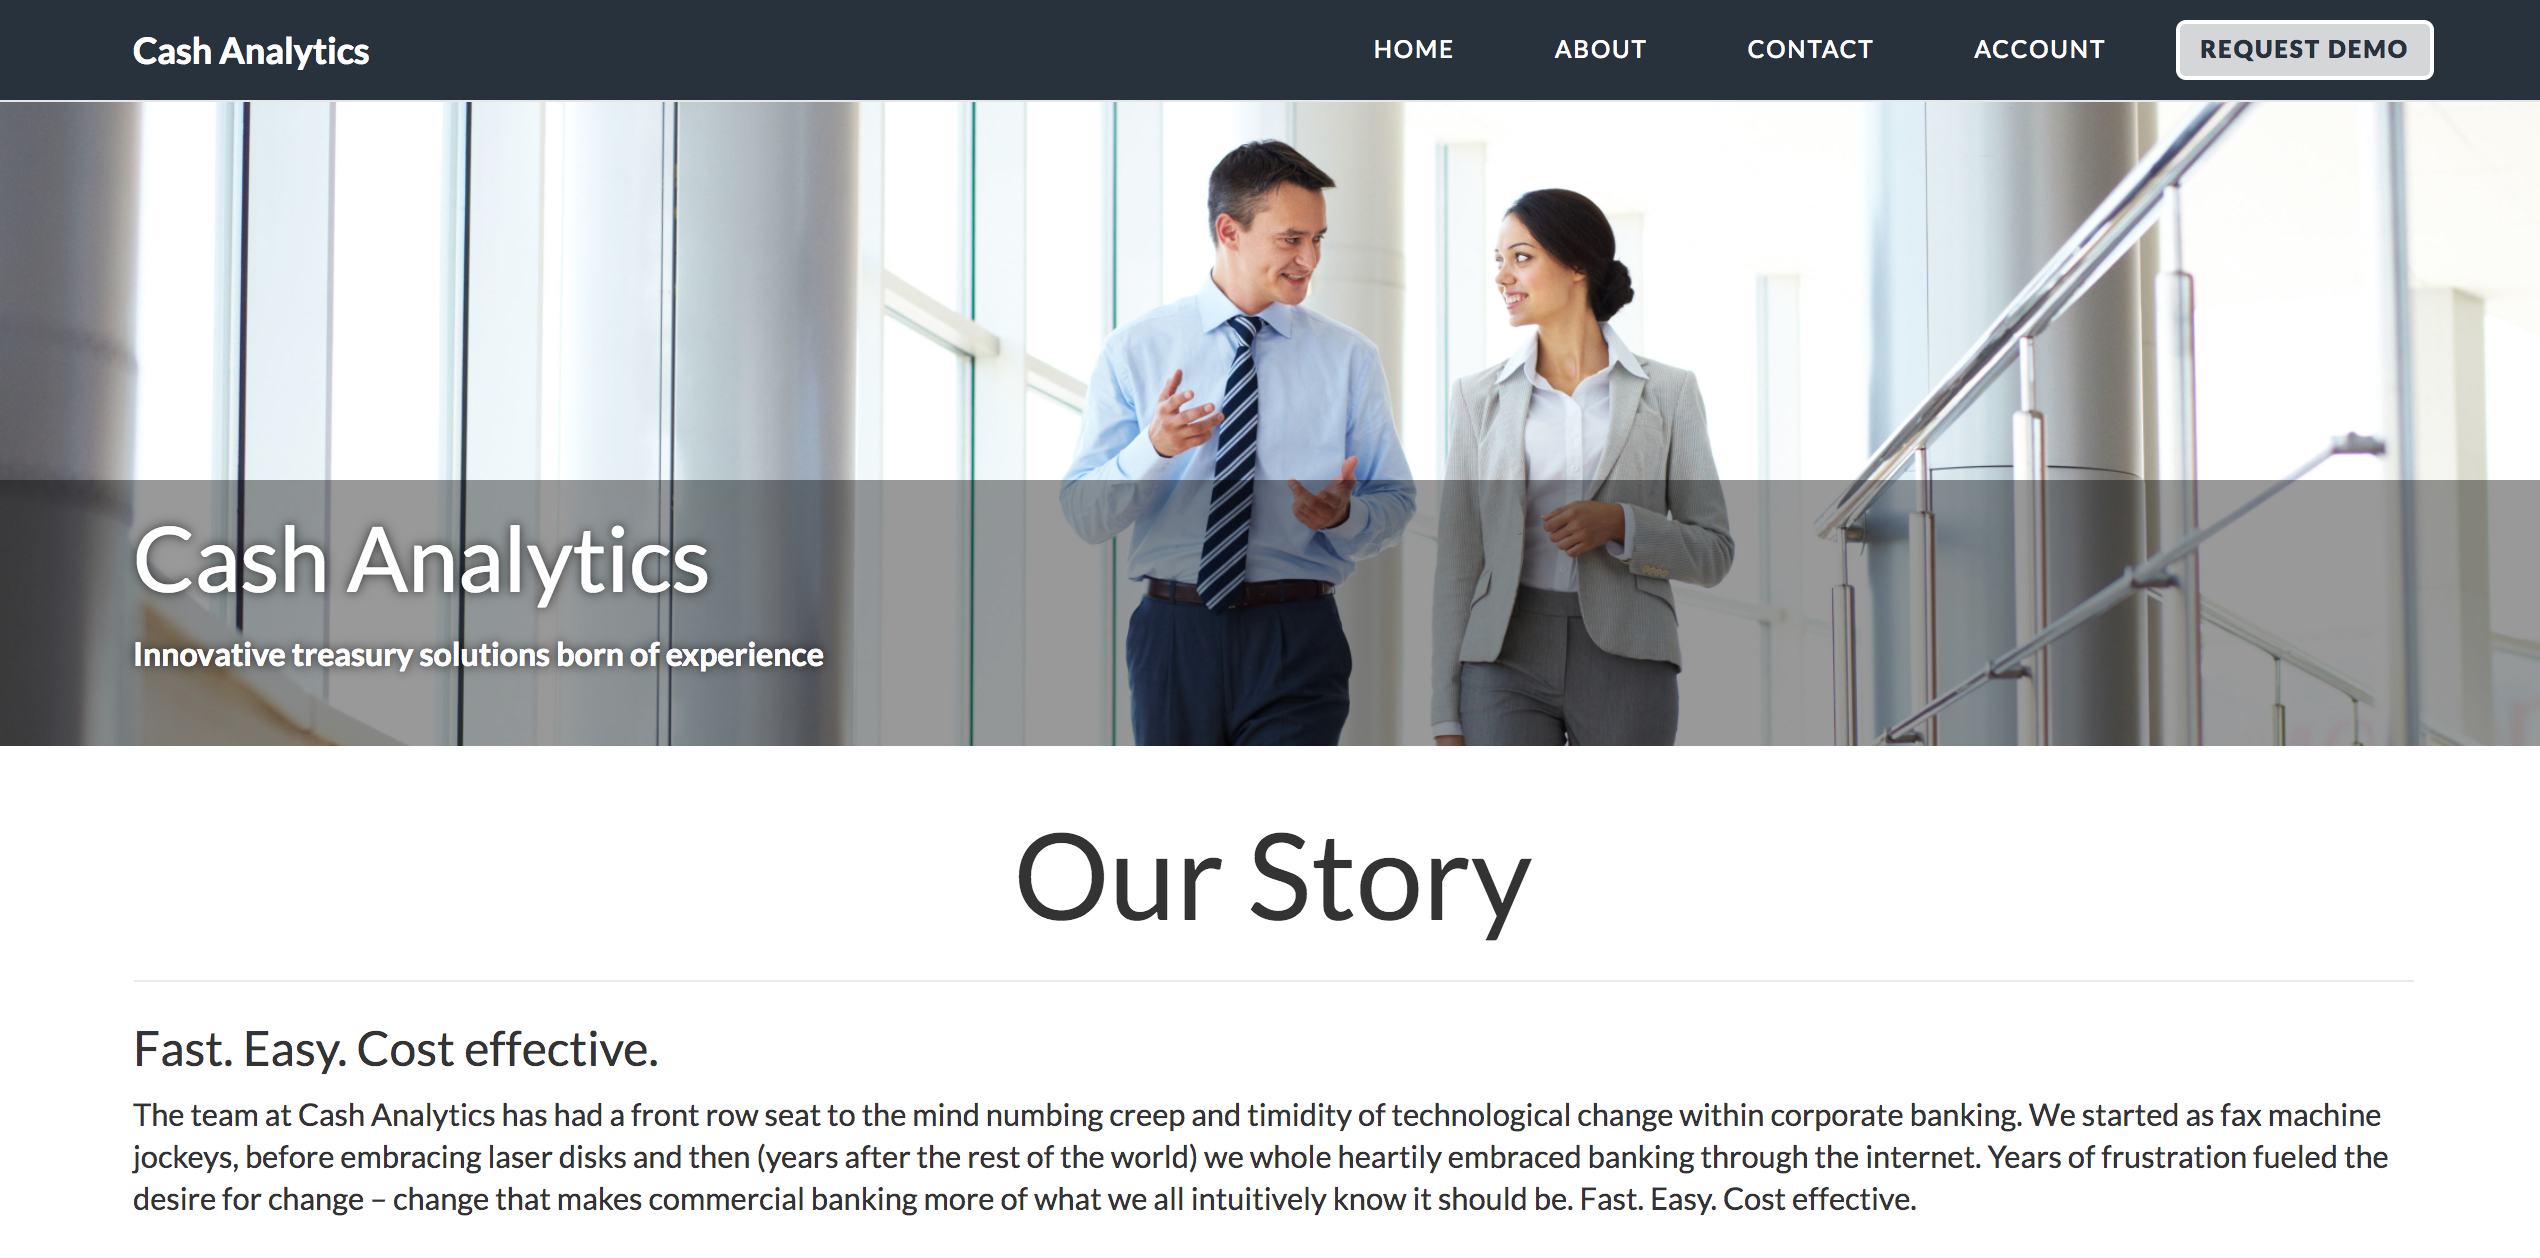 Cash Analytics
HOME
ABOUT
CONTACT
ACCOUNT
REQUEST DEMO
Cash Analytics
Innovative treasury solutions born of experience
Our Story
Fast. Easy. Cost effective.
The team at Cash Analytics has had a front row seat to the mind numbing creep and timidity of technological change within corporate banking. We started as fax machine
jockeys, before embracing laser disks and then (years after the rest of the world) we whole heartily embraced banking through the internet. Years of frustration fueled the
desire for change – change that makes commercial banking more of what we all intuitively know it should be. Fast. Easy. Cost effective.